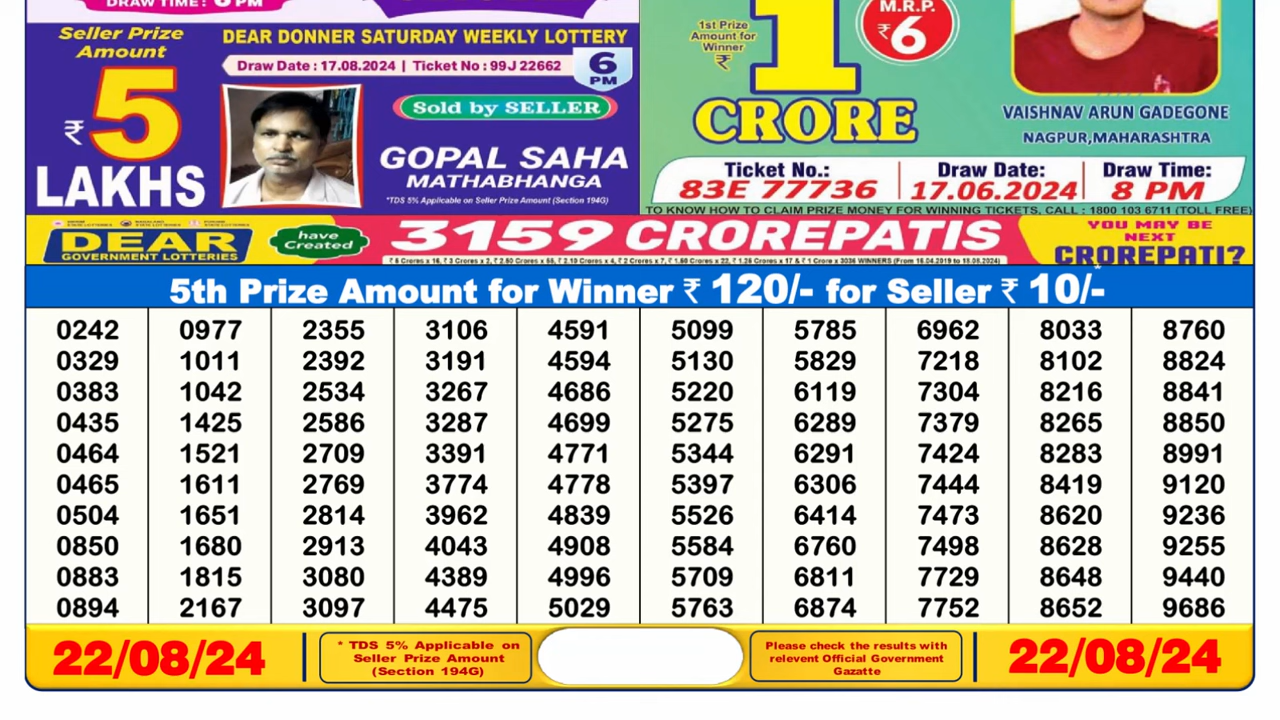 DRAW TIME: 6 PM
Seller Prize
Amount
₹5
LAKHS
DEAR DONNER SATURDAY WEEKLY LOTTERY
Draw Date : 17.08.2024 | Ticket No : 99J 22662
6
PM
Sold by SELLER
GOPAL SAHA
MATHABHANGA
*TDS 5% Applicable on Seller Prize Amount (Section 194G)
1st Prize
Amount for
Winner
₹
1
CRORE
M.R.P.
₹6
VAISHNAV ARUN GADEGONE
NAGPUR,MAHARASHTRA
Ticket No.: Draw Date: Draw Time:
83E 77736 17.06.2024 8 PM
TO KNOW HOW TO CLAIM PRIZE MONEY FOR WINNING TICKETS, CALL : 1800 103 6711 (TOLL FREE)
DEAR
GOVERNMENT LOTTERIES
have
Created
3159 CROREPATIS
YOU MAY BE
NEXT
CROREPATI?
5th Prize Amount for Winner ₹ 120/- for Seller ₹ 10/-
0242 0977 2355 3106 4591 5099 5785 6962 8033 8760
0329 1011 2392 3191 4594 5130 5829 7218 8102 8824
0383 1042 2534 3267 4686 5220 6119 7304 8216 8841
0435 1425 2586 3287 4699 5275 6289 7379 8265 8850
0464 1521 2709 3391 4771 5344 6291 7424 8283 8991
0465 1611 2769 3774 4778 5397 6306 7444 8419 9120
0504 1651 2814 3962 4839 5526 6414 7473 8620 9236
0850 1680 2913 4043 4908 5584 6760 7498 8628 9255
0883 1815 3080 4389 4996 5709 6811 7729 8648 9440
0894 2167 3097 4475 5029 5763 6874 7752 8652 9686
22/08/24
* TDS 5% Applicable on
Seller Prize Amount
(Section 194G)
Please check the results with
relevent Official Government
Gazatte
22/08/24